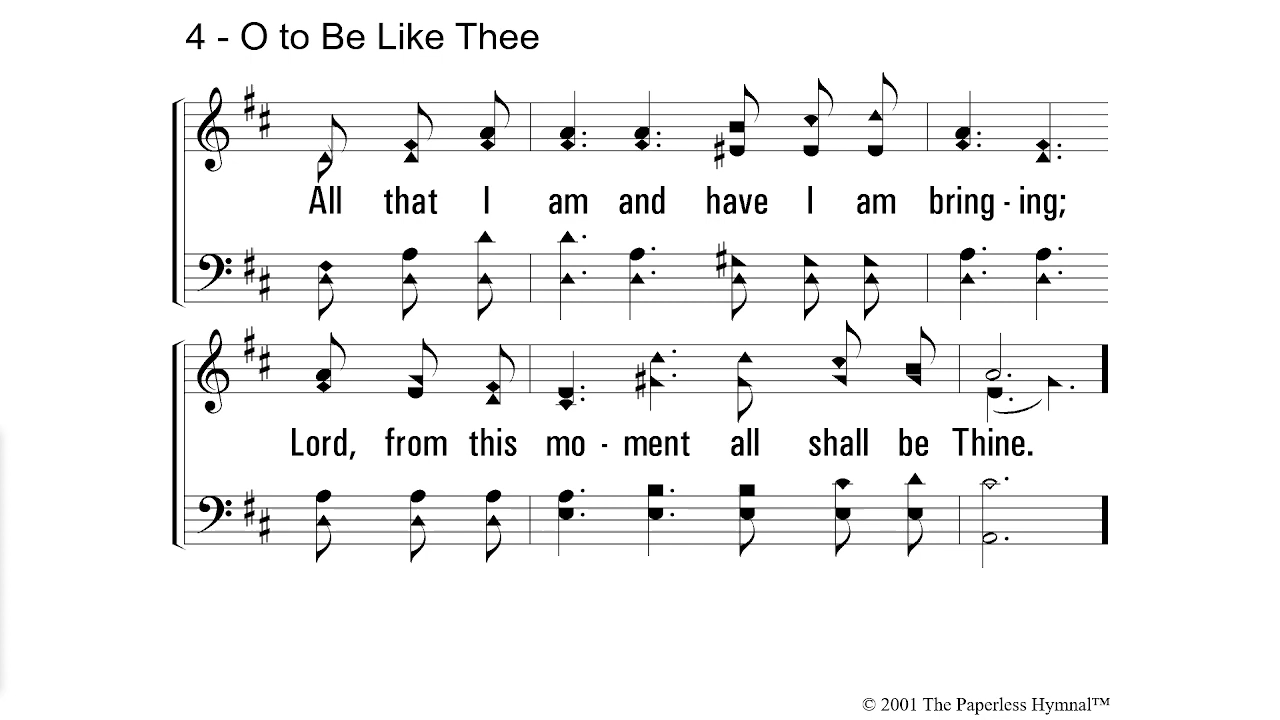 4 - O to Be Like Thee
All that I am and have I am bring - ing;
Lord, from this mo - ment all shall be Thine.
© 2001 The Paperless Hymnal™